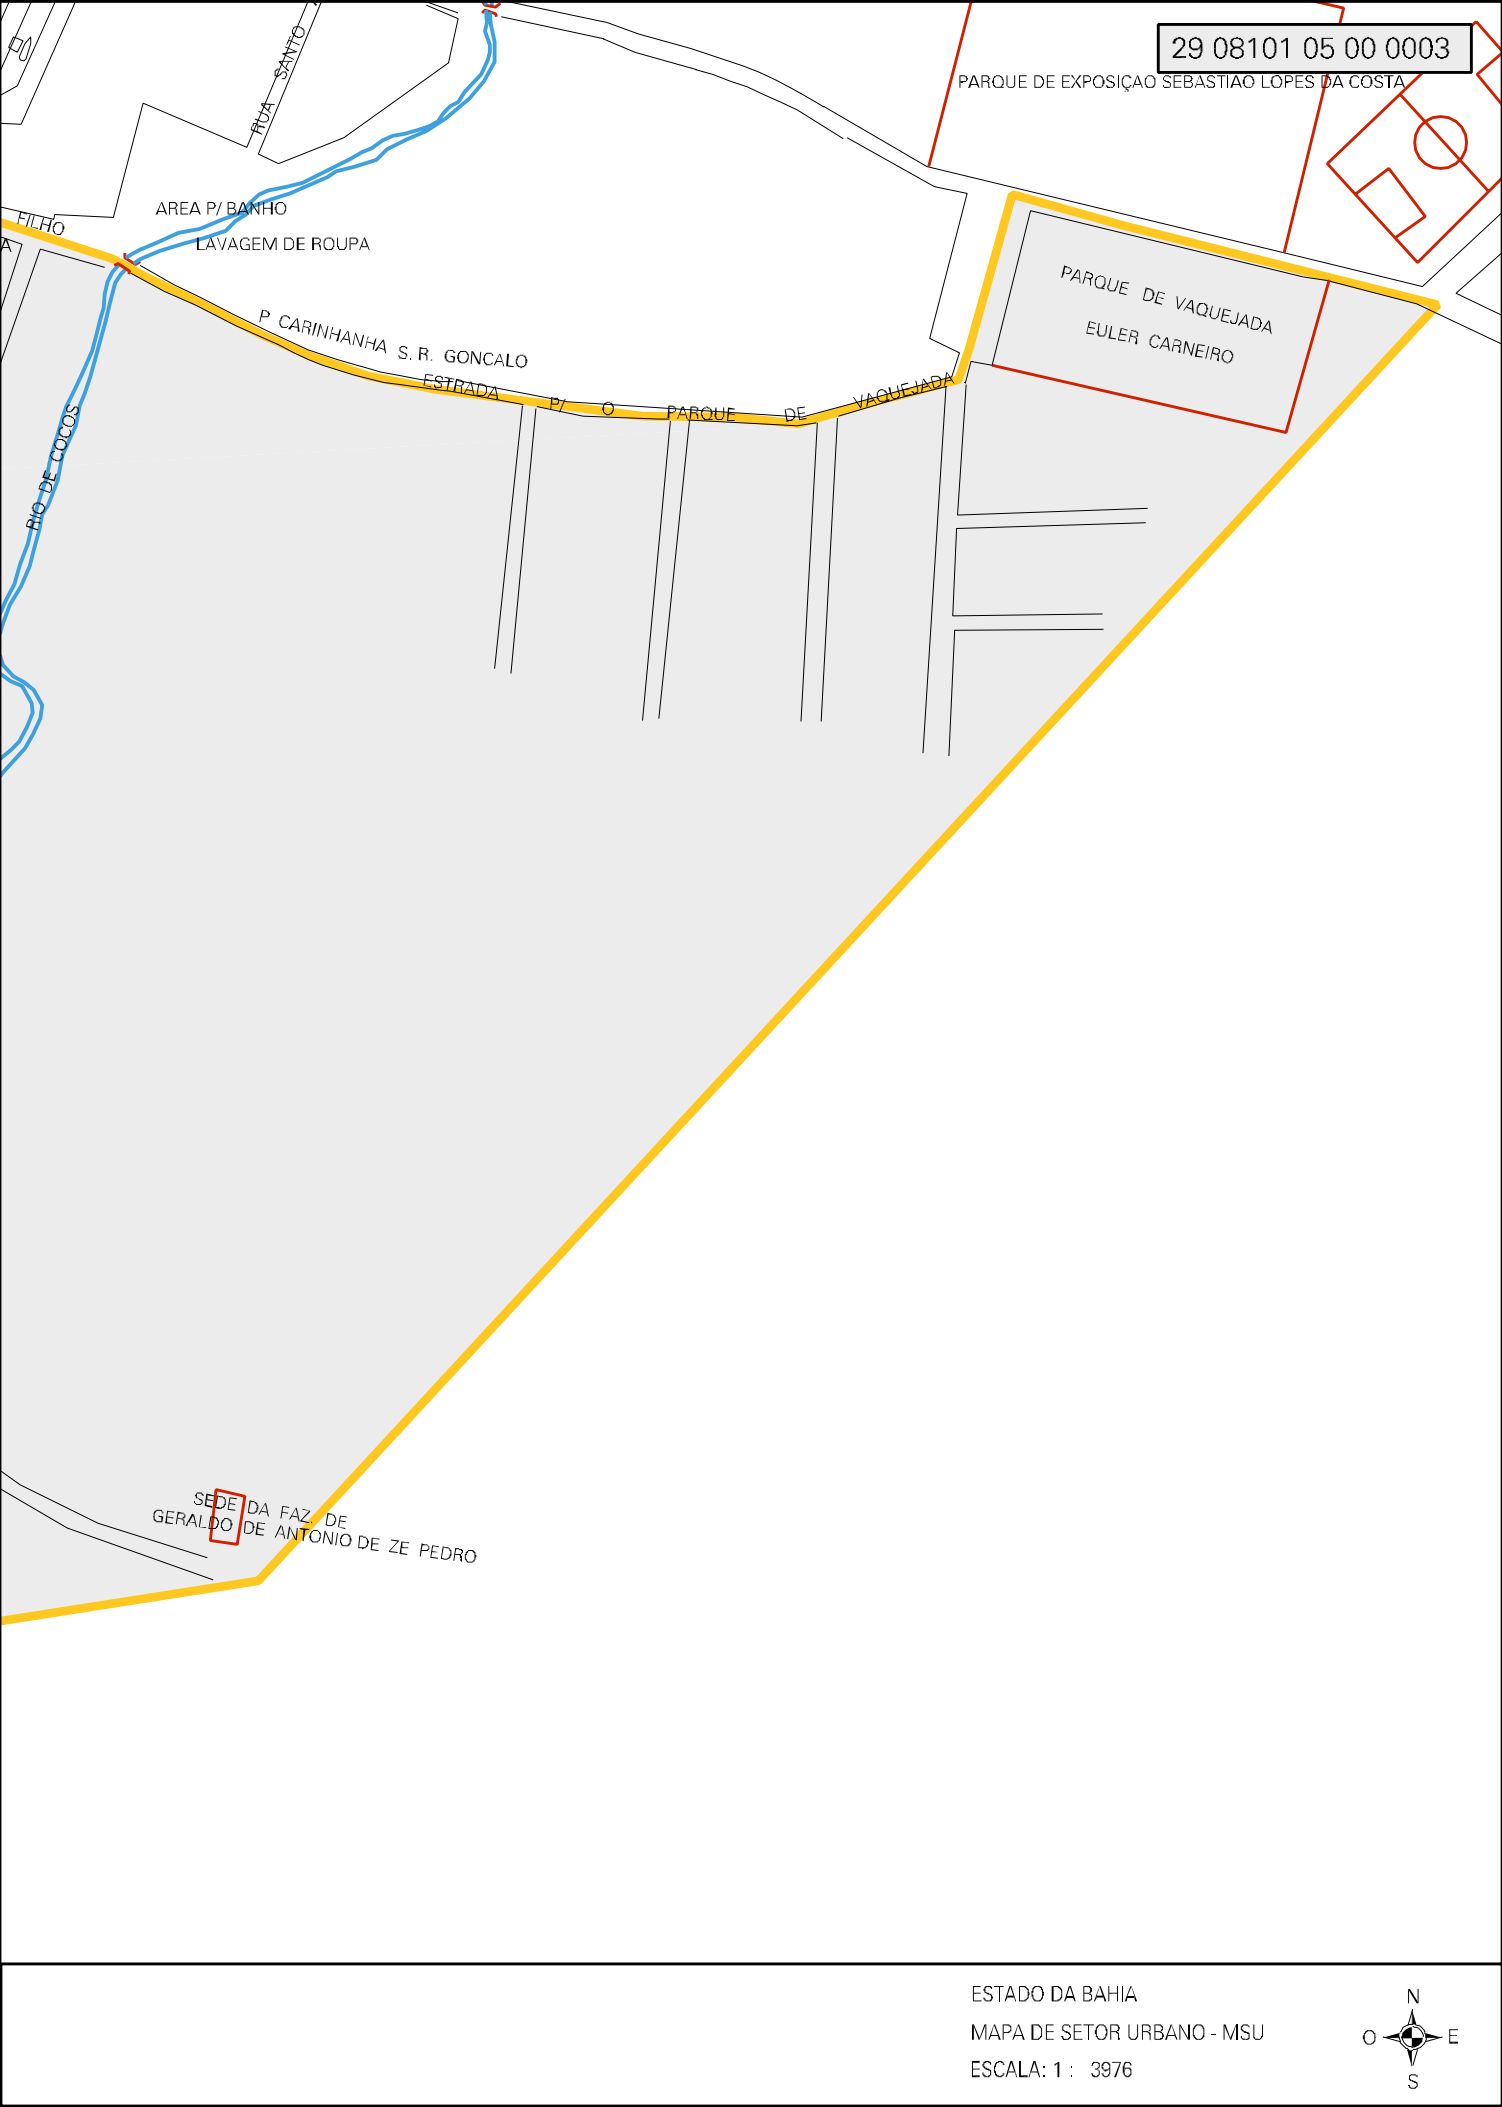 29 08101 05 00 0003
PARQUE DE EXPOSIÇAO SEBASTIAO LOPES DA COSTA
RUA SANTO
AREA P/ BANHO
LAVAGEM DE ROUPA
FILHO
A
PARQUE DE VAQUEJADA
EULER CARNEIRO
P CARINHANHA S. R. GONCALO
ESTRADA P/ O PARQUE DE VAQUEJADA
RIO DE COCOS
SEDE DA FAZ. DE
GERALDO DE ANTONIO DE ZE PEDRO
ESTADO DA BAHIA
MAPA DE SETOR URBANO - MSU
ESCALA: 1 : 3976
N
O E
S